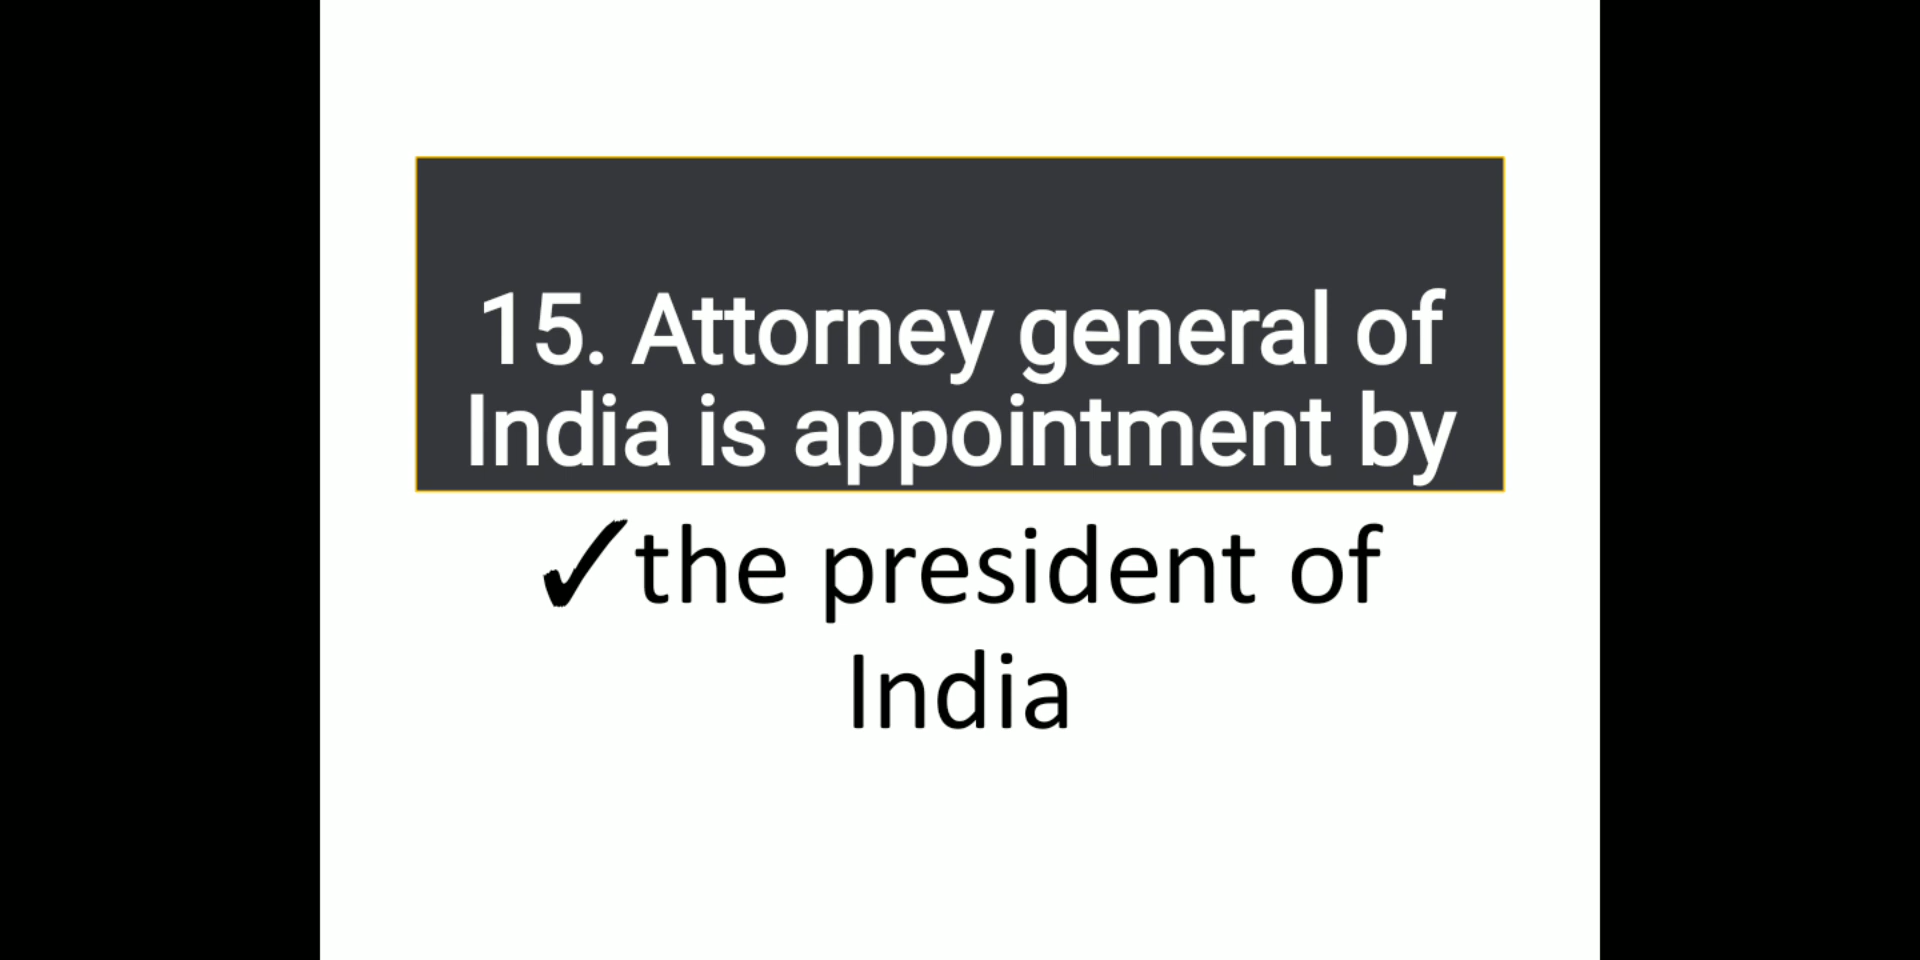 15. Attorney general of
India is appointment by
✓the president of
India